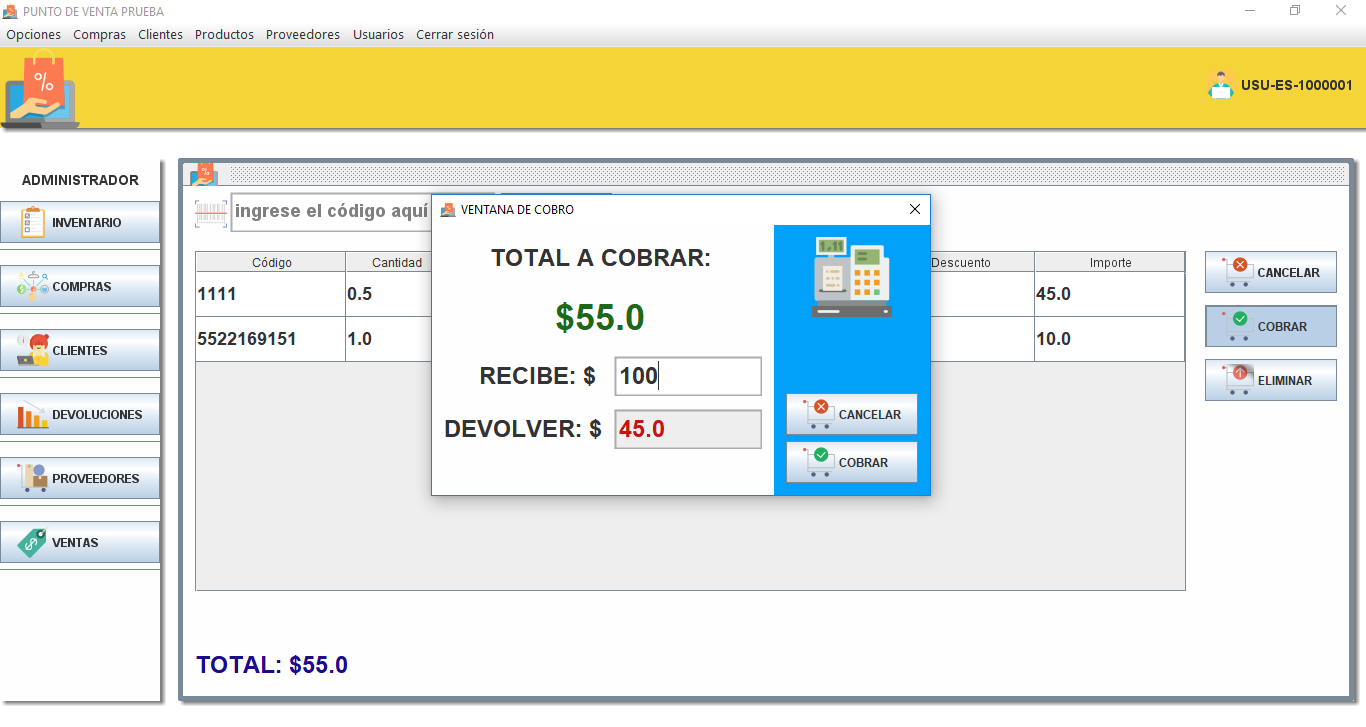 PUNTO DE VENTA PRUEBA
Opciones Compras Clientes Productos Proveedores Usuarios Cerrar sesión
%
USU-ES-1000001
ADMINISTRADOR
INVENTARIO
COMPRAS
CLIENTES
DEVOLUCIONES
PROVEEDORES
VENTAS
%
ingrese el código aquí
Código Cantidad Descuento Importe
1111 0.5 45.0
5522169151 1.0 10.0
TOTAL: $55.0
CANCELAR
COBRAR
ELIMINAR
VENTANA DE COBRO
TOTAL A COBRAR:
$55.0
RECIBE: $ 100
DEVOLVER: $ 45.0
1.11
CANCELAR
COBRAR